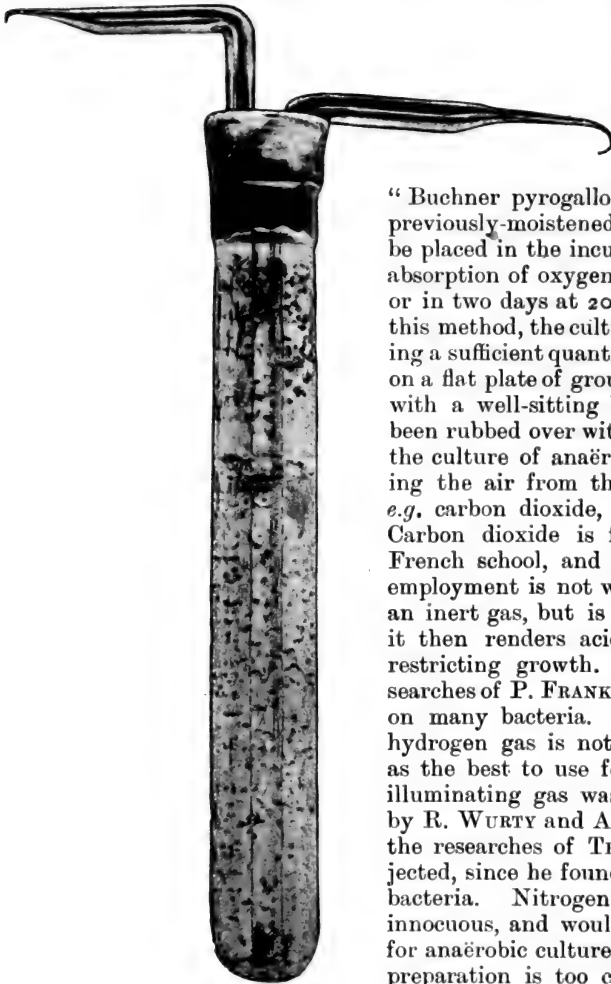 “ Buchner pyrogallo
previously-moistened
be placed in the incu
absorption of oxygen
or in two days at 20
this method, the cult
ing a sufficient quant
on a flat plate of grou
with a well-sitting
been rubbed over wit
the culture of anaër
ing the air from th
e.g. carbon dioxide,
Carbon dioxide is f
French school, and
employment is not w
an inert gas, but is
it then renders acid
restricting growth.
searches of P. FRANK
on many bacteria.
hydrogen gas is not
as the best to use f
illuminating gas was
by R. WURTY and A
the researches of TR
jected, since he found
bacteria. Nitrogen
innocuous, and woul
for anaërobic culture
preparation is too c